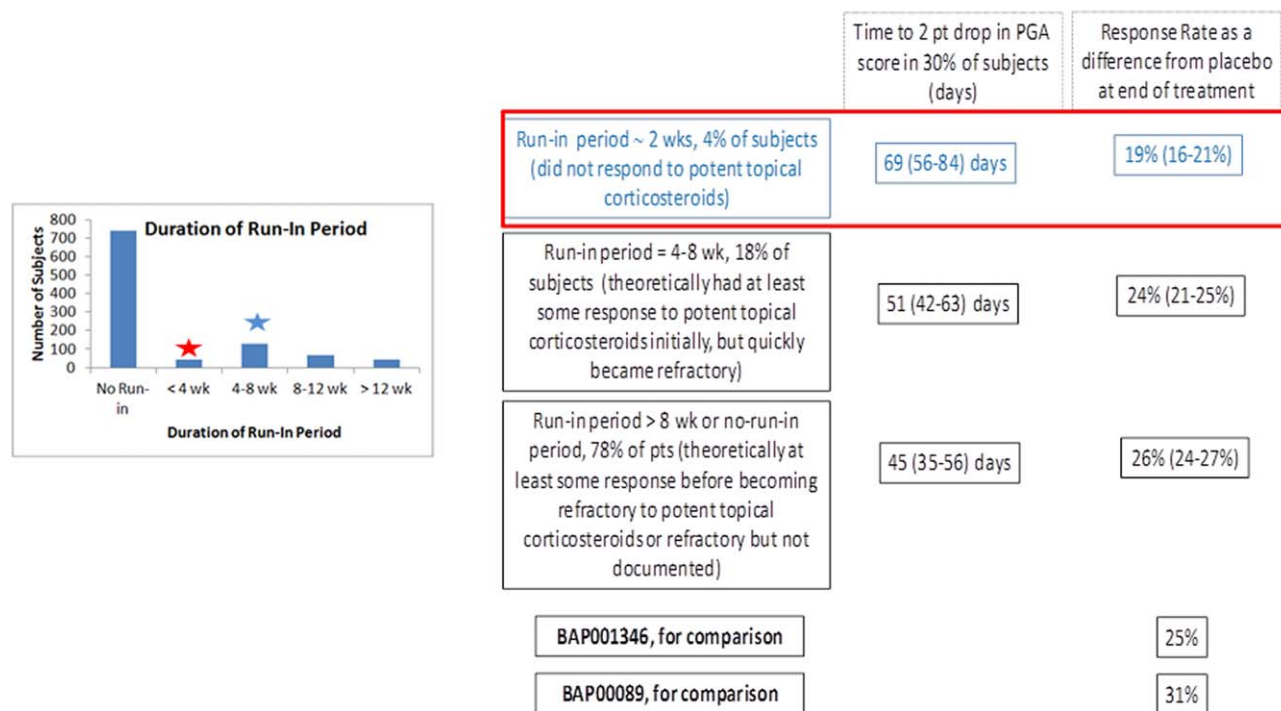 Time to 2 pt drop in PGA
score in 30% of subjects
(days)
Response Rate as a
difference from placebo
at end of treatment
Run-in period ~ 2 wks, 4% of subjects
(did not respond to potent topical
corticosteroids)
69 (56-84) days
19% (16-21%)
Duration of Run-In Period
Number of Subjects
800
700
600
500
400
300
200
100
0
No Run-
in
< 4 wk
4-8 wk
8-12 wk
> 12 wk
Duration of Run-In Period
Run-in period = 4-8 wk, 18% of
subjects (theoretically had at least
some response to potent topical
corticosteroids initially, but quickly
became refractory)
51 (42-63) days
24% (21-25%)
Run-in period > 8 wk or no-run-in
period, 78% of pts (theoretically at
least some response before becoming
refractory to potent topical
corticosteroids or refractory but not
documented)
45 (35-56) days
26% (24-27%)
BAP001346, for comparison
25%
BAP00089, for comparison
31%